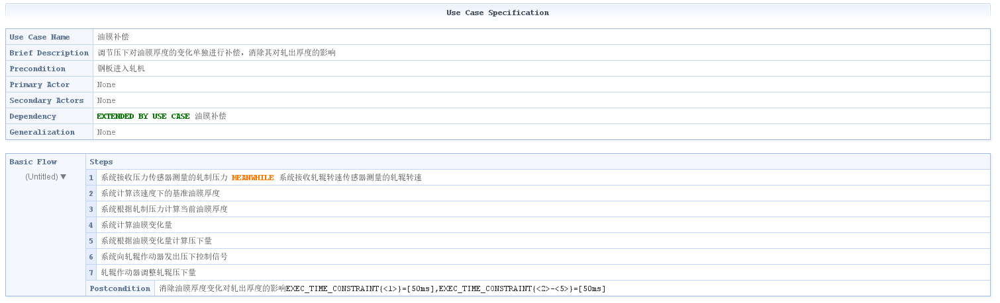 Use Case Specification
Use Case Name 油膜补偿
Brief Description 调节压下对油膜厚度的变化单独进行补偿，消除其对轧出厚度的影响
Precondition 钢板进入轧机
Primary Actor None
Secondary Actors None
Dependency EXTENDED BY USE CASE 油膜补偿
Generalization None
Basic Flow Steps
(Untitled) ▼
1 系统接收压力传感器测量的轧制压力 MEANWHILE 系统接收轧辊转速传感器测量的轧辊转速
2 系统计算该速度下的基准油膜厚度
3 系统根据轧制压力计算当前油膜厚度
4 系统计算油膜变化量
5 系统根据油膜变化量计算压下量
6 系统向轧辊作动器发出压下控制信号
7 轧辊作动器调整轧辊压下量
Postcondition 消除油膜厚度变化对轧出厚度的影响EXEC_TIME_CONSTRAINT{<1>}=[50ms],EXEC_TIME_CONSTRAINT{<2>-<5>}=[50ms]